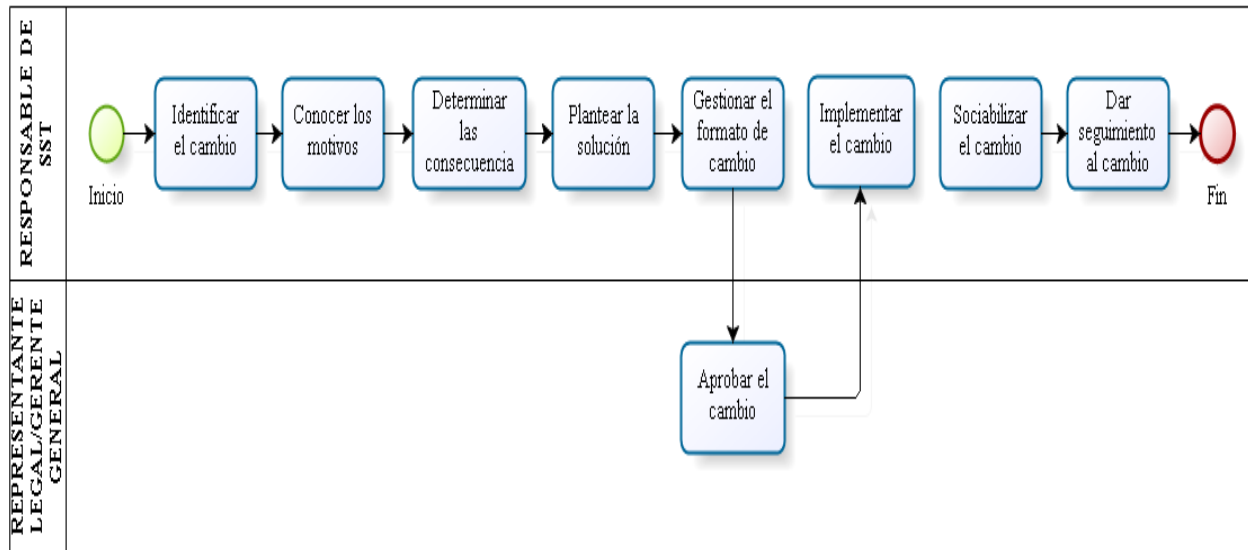 RESPONSABLE DE
SST
Inicio
Identificar
el cambio
Conocer los
motivos
Determinar
las
consecuencia
Plantear la
solución
Gestionar el
formato de
cambio
Implementar
el cambio
Sociabilizar
el cambio
Dar
seguimiento
al cambio
Fin
REPRESENTANTE
LEGAL/GERENTE
GENERAL
Aprobar el
cambio